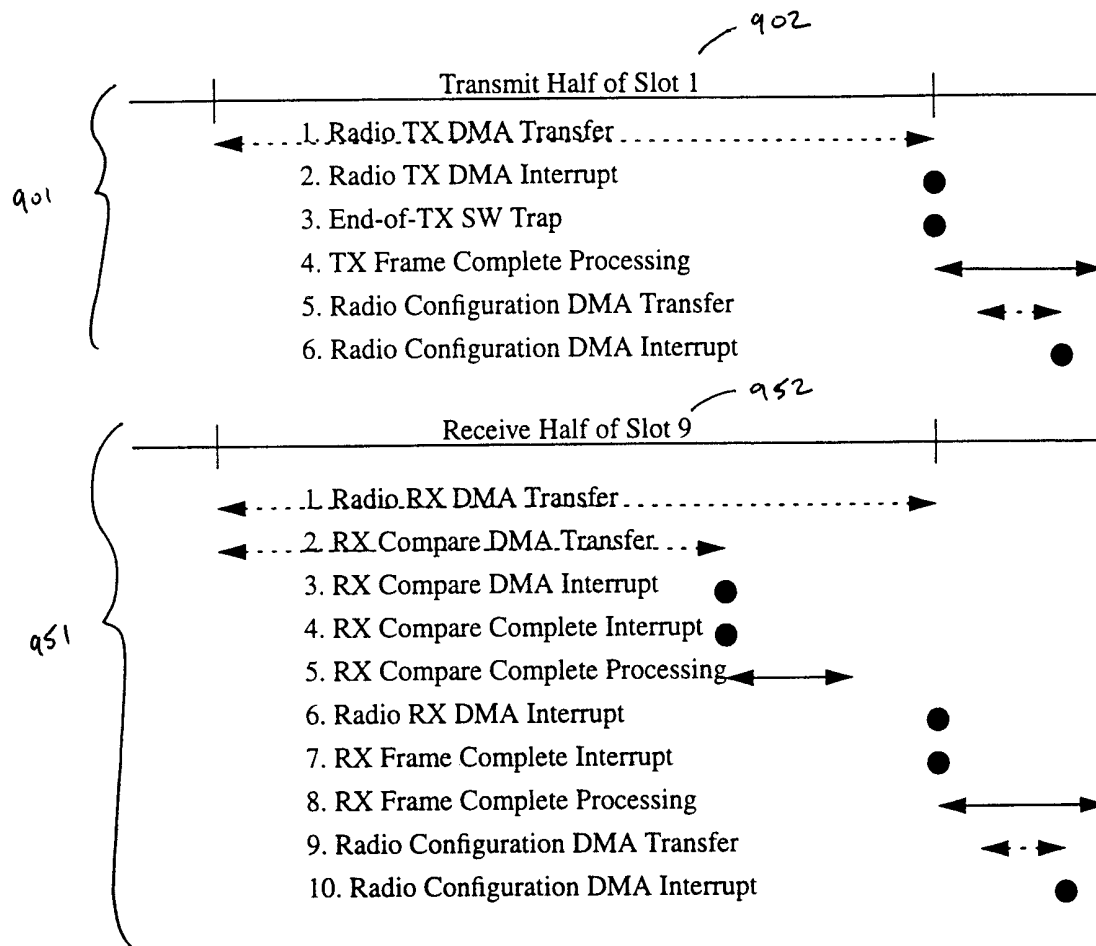 902
Transmit Half of Slot 1
901
1. Radio TX DMA Transfer
2. Radio TX DMA Interrupt
3. End-of-TX SW Trap
4. TX Frame Complete Processing
5. Radio Configuration DMA Transfer
6. Radio Configuration DMA Interrupt
952
Receive Half of Slot 9
951
1. Radio RX DMA Transfer
2. RX Compare DMA Transfer
3. RX Compare DMA Interrupt
4. RX Compare Complete Interrupt
5. RX Compare Complete Processing
6. Radio RX DMA Interrupt
7. RX Frame Complete Interrupt
8. RX Frame Complete Processing
9. Radio Configuration DMA Transfer
10. Radio Configuration DMA Interrupt